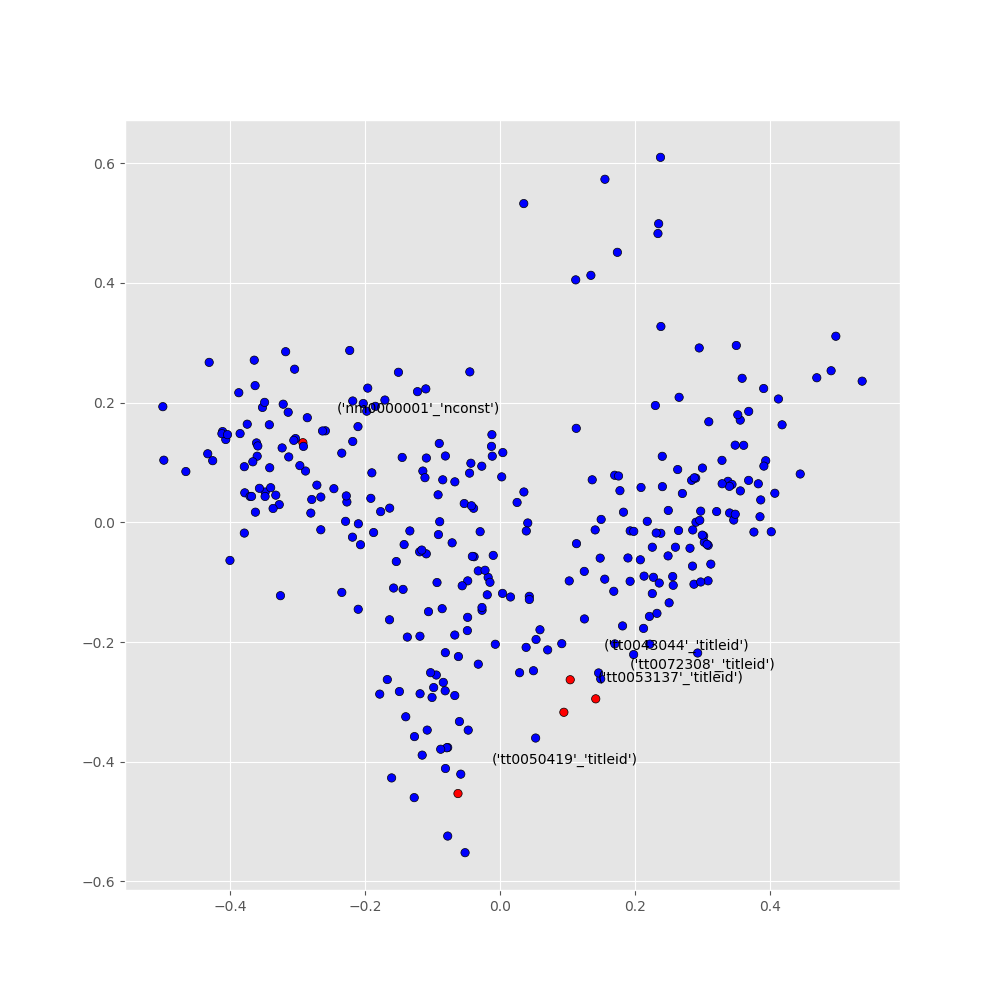 0.6
0.4
('nm0000001'_'nconst')
0.2
0.0
('tt0043044'_'titleid')
−0.2
('tt0072308'_'titleid')
('tt0053137'_'titleid')
('tt0050419'_'titleid')
−0.4
−0.6
−0.4 −0.2 0.0 0.2 0.4